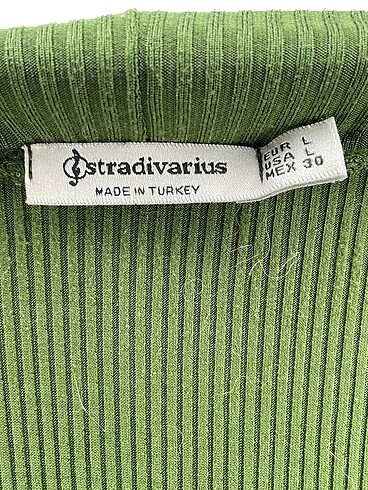 stradivarius
MADE IN TURKEY
EUR L
USA L
MEX 30